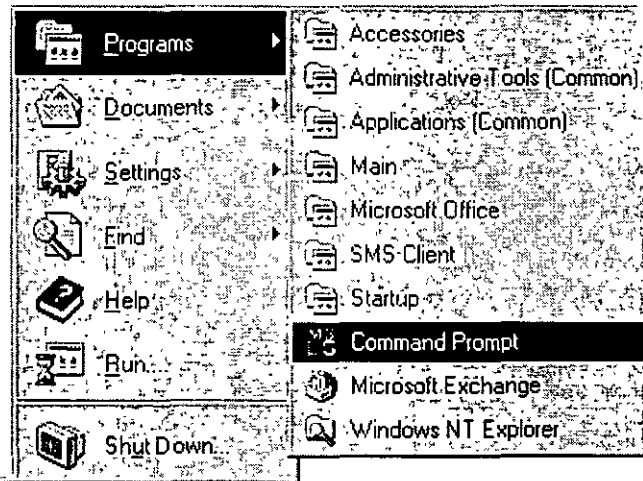 Programs
Documents
Settings
Find
Help
Run...
Shut Down...
Accessories
Administrative Tools (Common)
Applications (Common)
Main
Microsoft Office
SMS Client
Startup
Command Prompt
Microsoft Exchange
Windows NT Explorer